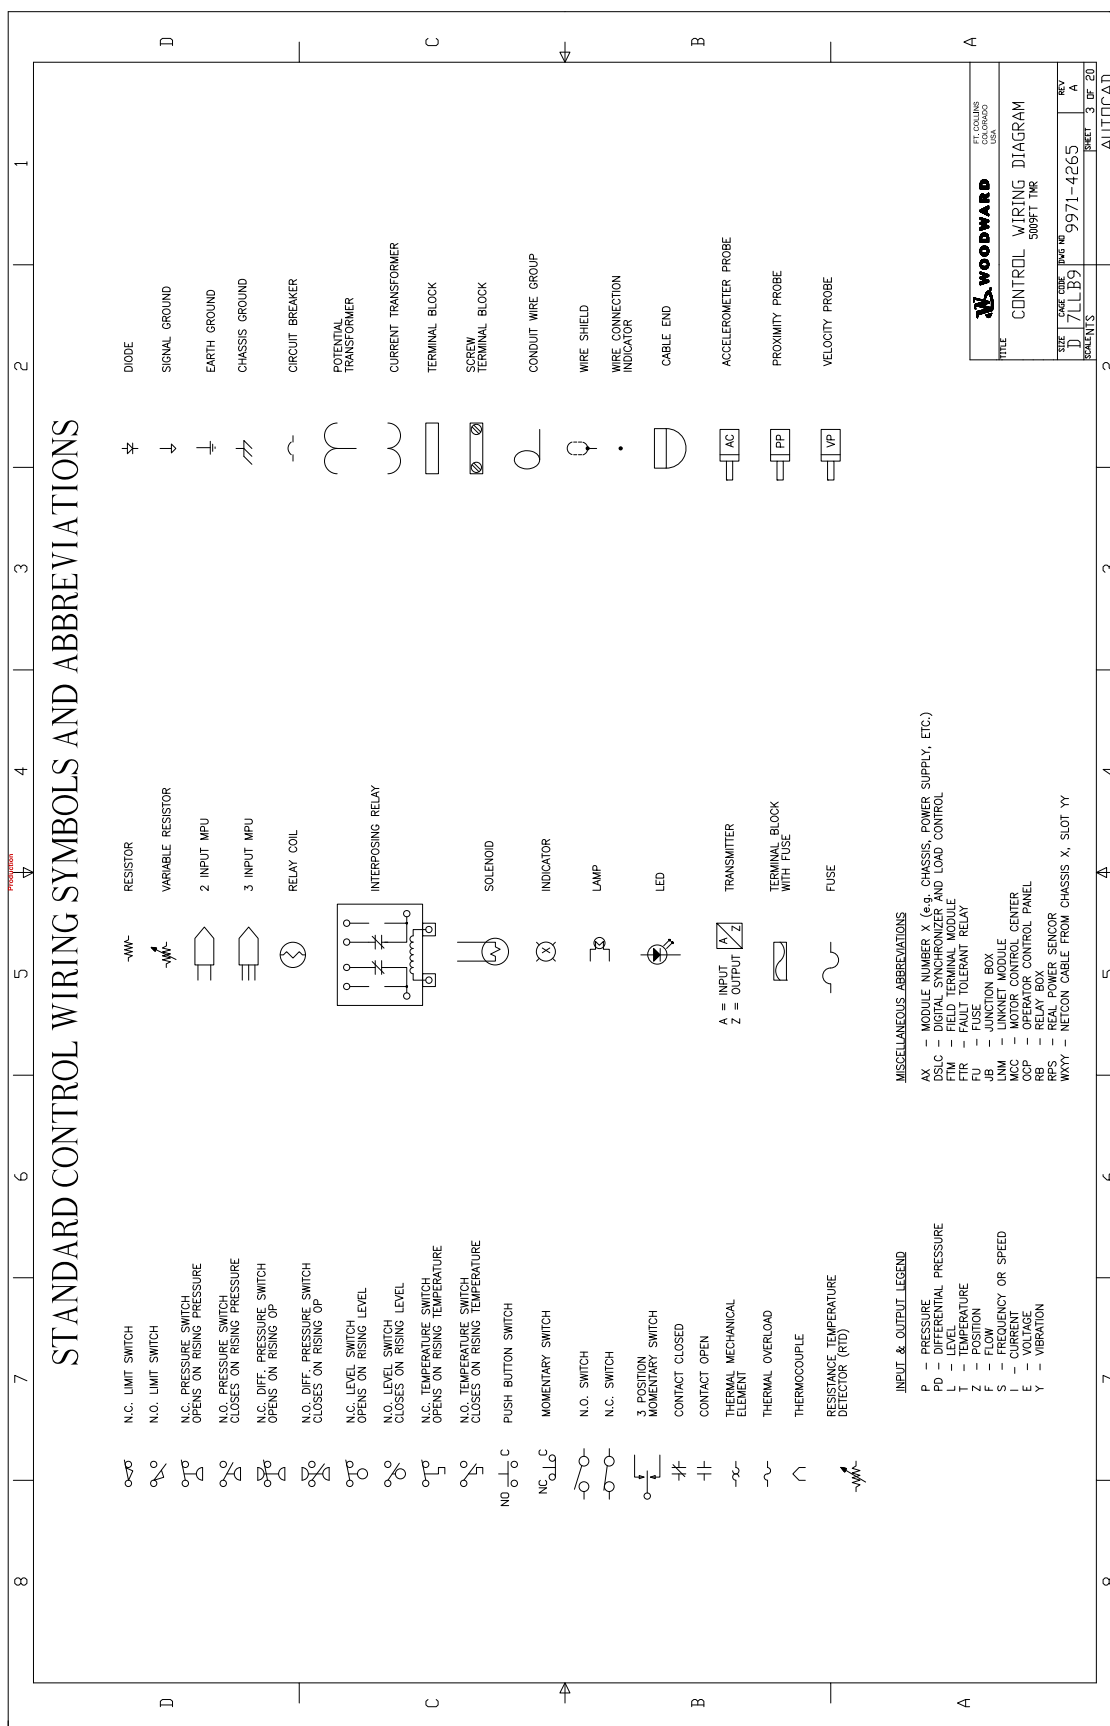 8 7 6 5 4 3 2 1
Production
D
C
B
A
STANDARD CONTROL WIRING SYMBOLS AND ABBREVIATIONS
N.C. LIMIT SWITCH
N.O. LIMIT SWITCH
N.C. PRESSURE SWITCH
OPENS ON RISING PRESSURE
N.O. PRESSURE SWITCH
CLOSES ON RISING PRESSURE
N.C. DIFF. PRESSURE SWITCH
OPENS ON RISING OP
N.O. DIFF. PRESSURE SWITCH
CLOSES ON RISING OP
N.C. LEVEL SWITCH
OPENS ON RISING LEVEL
N.O. LEVEL SWITCH
CLOSES ON RISING LEVEL
N.C. TEMPERATURE SWITCH
OPENS ON RISING TEMPERATURE
N.O. TEMPERATURE SWITCH
CLOSES ON RISING TEMPERATURE
NO C PUSH BUTTON SWITCH
NC C MOMENTARY SWITCH
N.O. SWITCH
N.C. SWITCH
3 POSITION
MOMENTARY SWITCH
CONTACT CLOSED
CONTACT OPEN
THERMAL MECHANICAL
ELEMENT
THERMAL OVERLOAD
THERMOCOUPLE
RESISTANCE TEMPERATURE
DETECTOR (RTD)
RESISTOR
VARIABLE RESISTOR
2 INPUT MPU
3 INPUT MPU
RELAY COIL
INTERPOSING RELAY
SOLENOID
X INDICATOR
LAMP
LED
A = INPUT
Z = OUTPUT
A
Z
TRANSMITTER
TERMINAL BLOCK
WITH FUSE
FUSE
DIODE
SIGNAL GROUND
EARTH GROUND
CHASSIS GROUND
CIRCUIT BREAKER
POTENTIAL
TRANSFORMER
CURRENT TRANSFORMER
TERMINAL BLOCK
SCREW
TERMINAL BLOCK
CONDUIT WIRE GROUP
WIRE SHIELD
WIRE CONNECTION
INDICATOR
CABLE END
AC ACCELEROMETER PROBE
PP PROXIMITY PROBE
VP VELOCITY PROBE
INPUT & OUTPUT LEGEND
P - PRESSURE
PD - DIFFERENTIAL PRESSURE
L - LEVEL
T - TEMPERATURE
Z - POSITION
F - FLOW
S - FREQUENCY OR SPEED
I - CURRENT
E - VOLTAGE
Y - VIBRATION
MISCELLANEOUS ABBREVIATIONS
AX - MODULE NUMBER X (e.g. CHASSIS, POWER SUPPLY, ETC.)
DSLC - DIGITAL SYNCHRONIZER AND LOAD CONTROL
FTM - FIELD TERMINAL MODULE
FTR - FAULT TOLERANT RELAY
FU - FUSE
JB - JUNCTION BOX
LNM - LINKNET MODULE
MCC - MOTOR CONTROL CENTER
OCP - OPERATOR CONTROL PANEL
RB - RELAY BOX
RPS - REAL POWER SENSOR
WXYY - NETCON CABLE FROM CHASSIS X, SLOT YY
WOODWARD
FT. COLLINS
COLORADO
USA
TITLE
CONTROL WIRING DIAGRAM
5009FT TMR
SIZE D
CAGE CODE 7LLB9
DWG NO 9971-4265
REV A
SCALE NTS
SHEET 3 OF 20
D
C
B
A
AUTOCAD